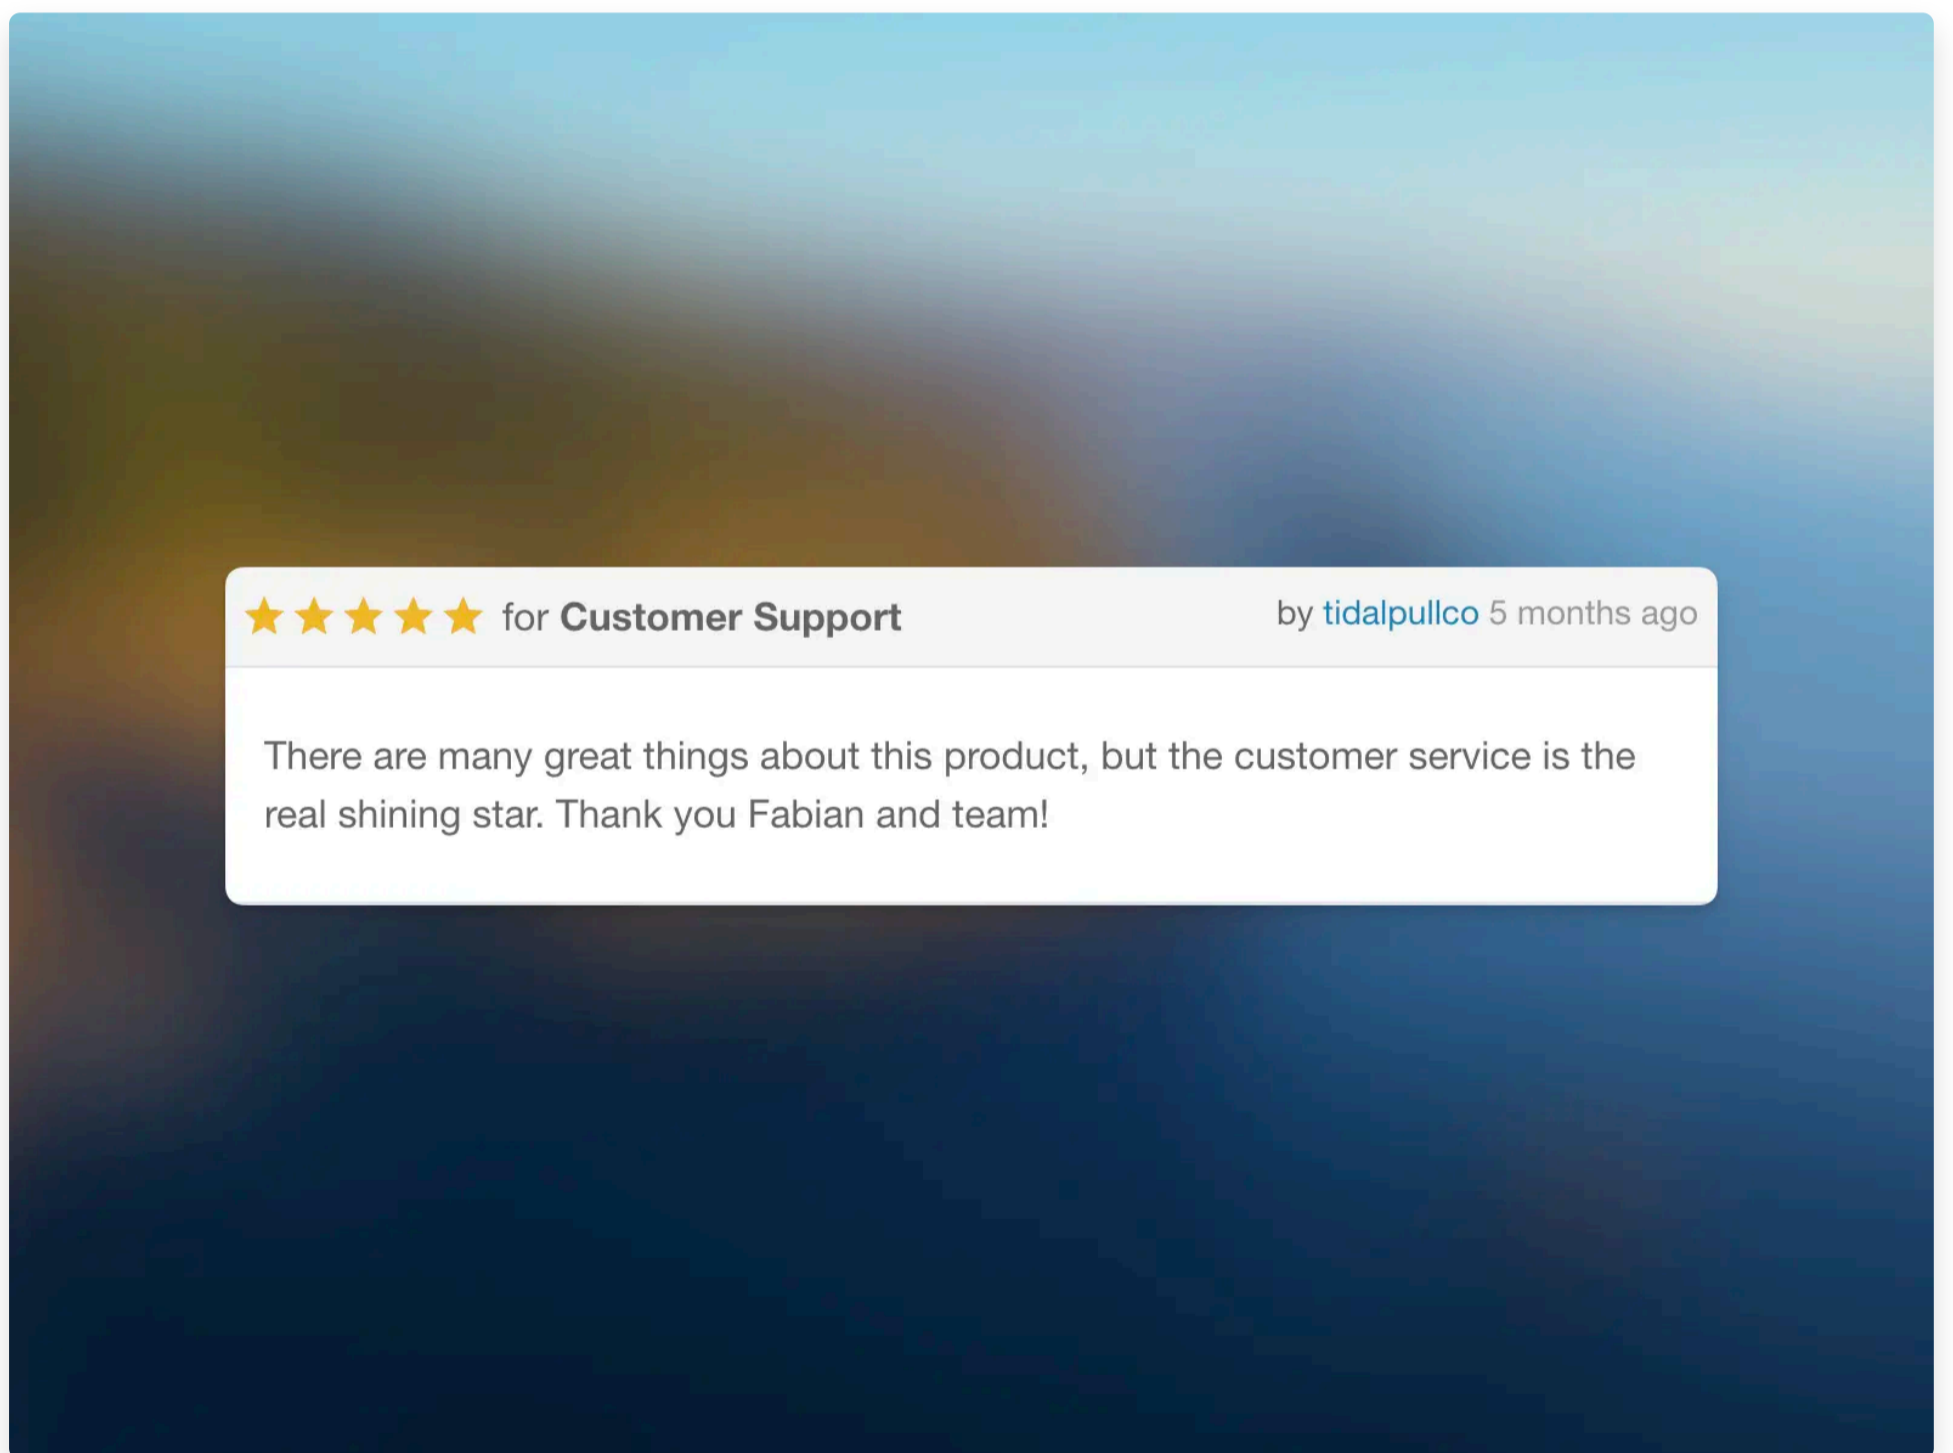 for Customer Support
by tidalpullco 5 months ago
There are many great things about this product, but the customer service is the
real shining star. Thank you Fabian and team!